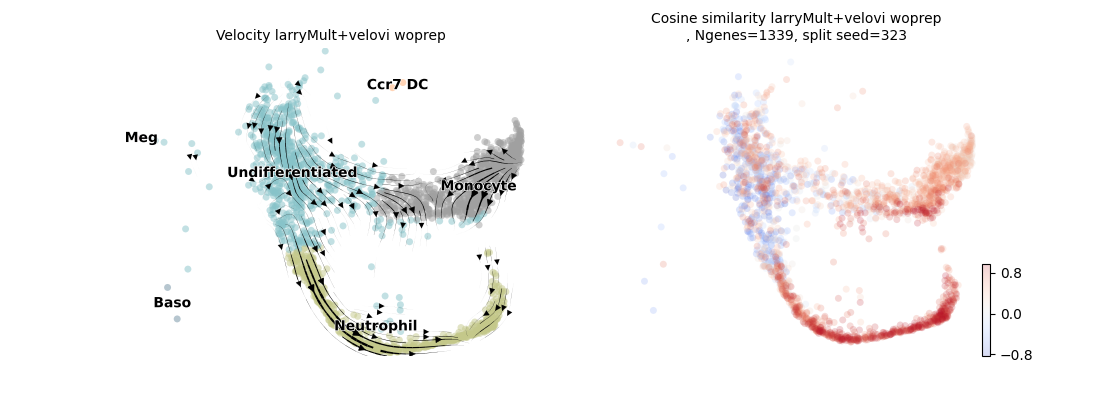 Velocity larryMult+velovi woprep
Ccr7 DC
Meg
Undifferentiated
Monocyte
Baso
Neutrophil
Cosine similarity larryMult+velovi woprep
, Ngenes=1339, split seed=323
0.8
0.0
−0.8